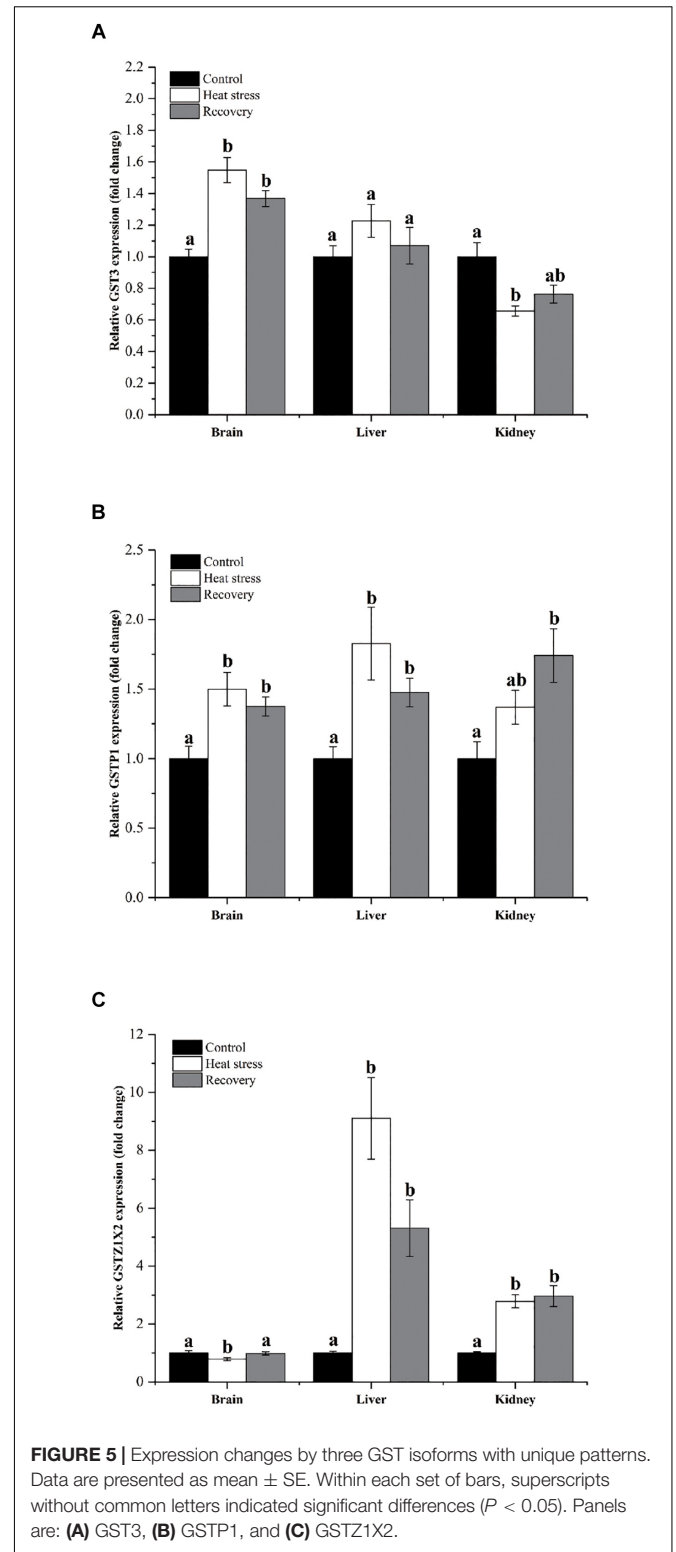 A
Relative GST3 expression (fold change)
2.2
2.0
1.8
1.6
1.4
1.2
1.0
0.8
0.6
0.4
0.2
0.0
Control
Heat stress
Recovery
a
b
b
a
a
a
a
b
ab
Brain
Liver
Kidney
B
Relative GSTP1 expression (fold change)
2.5
2.0
1.5
1.0
0.5
0.0
Control
Heat stress
Recovery
a
b
b
a
b
b
a
ab
b
Brain
Liver
Kidney
C
Relative GSTZ1X2 expression (fold change)
12
10
8
6
4
2
0
Control
Heat stress
Recovery
a
b
a
a
b
b
a
b
b
Brain
Liver
Kidney
FIGURE 5 | Expression changes by three GST isoforms with unique patterns.
Data are presented as mean ± SE. Within each set of bars, superscripts
without common letters indicated significant differences (P < 0.05). Panels
are: (A) GST3, (B) GSTP1, and (C) GSTZ1X2.